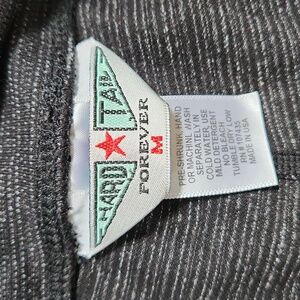 HARD TAIL
FOREVER
M
PRE-SHRUNK HAND
OR MACHINE WASH
SEPARATELY IN
COLD WATER, USE
MILD DETERGENT
NO BLEACH
TUMBLE DRY LOW
MADE IN USA